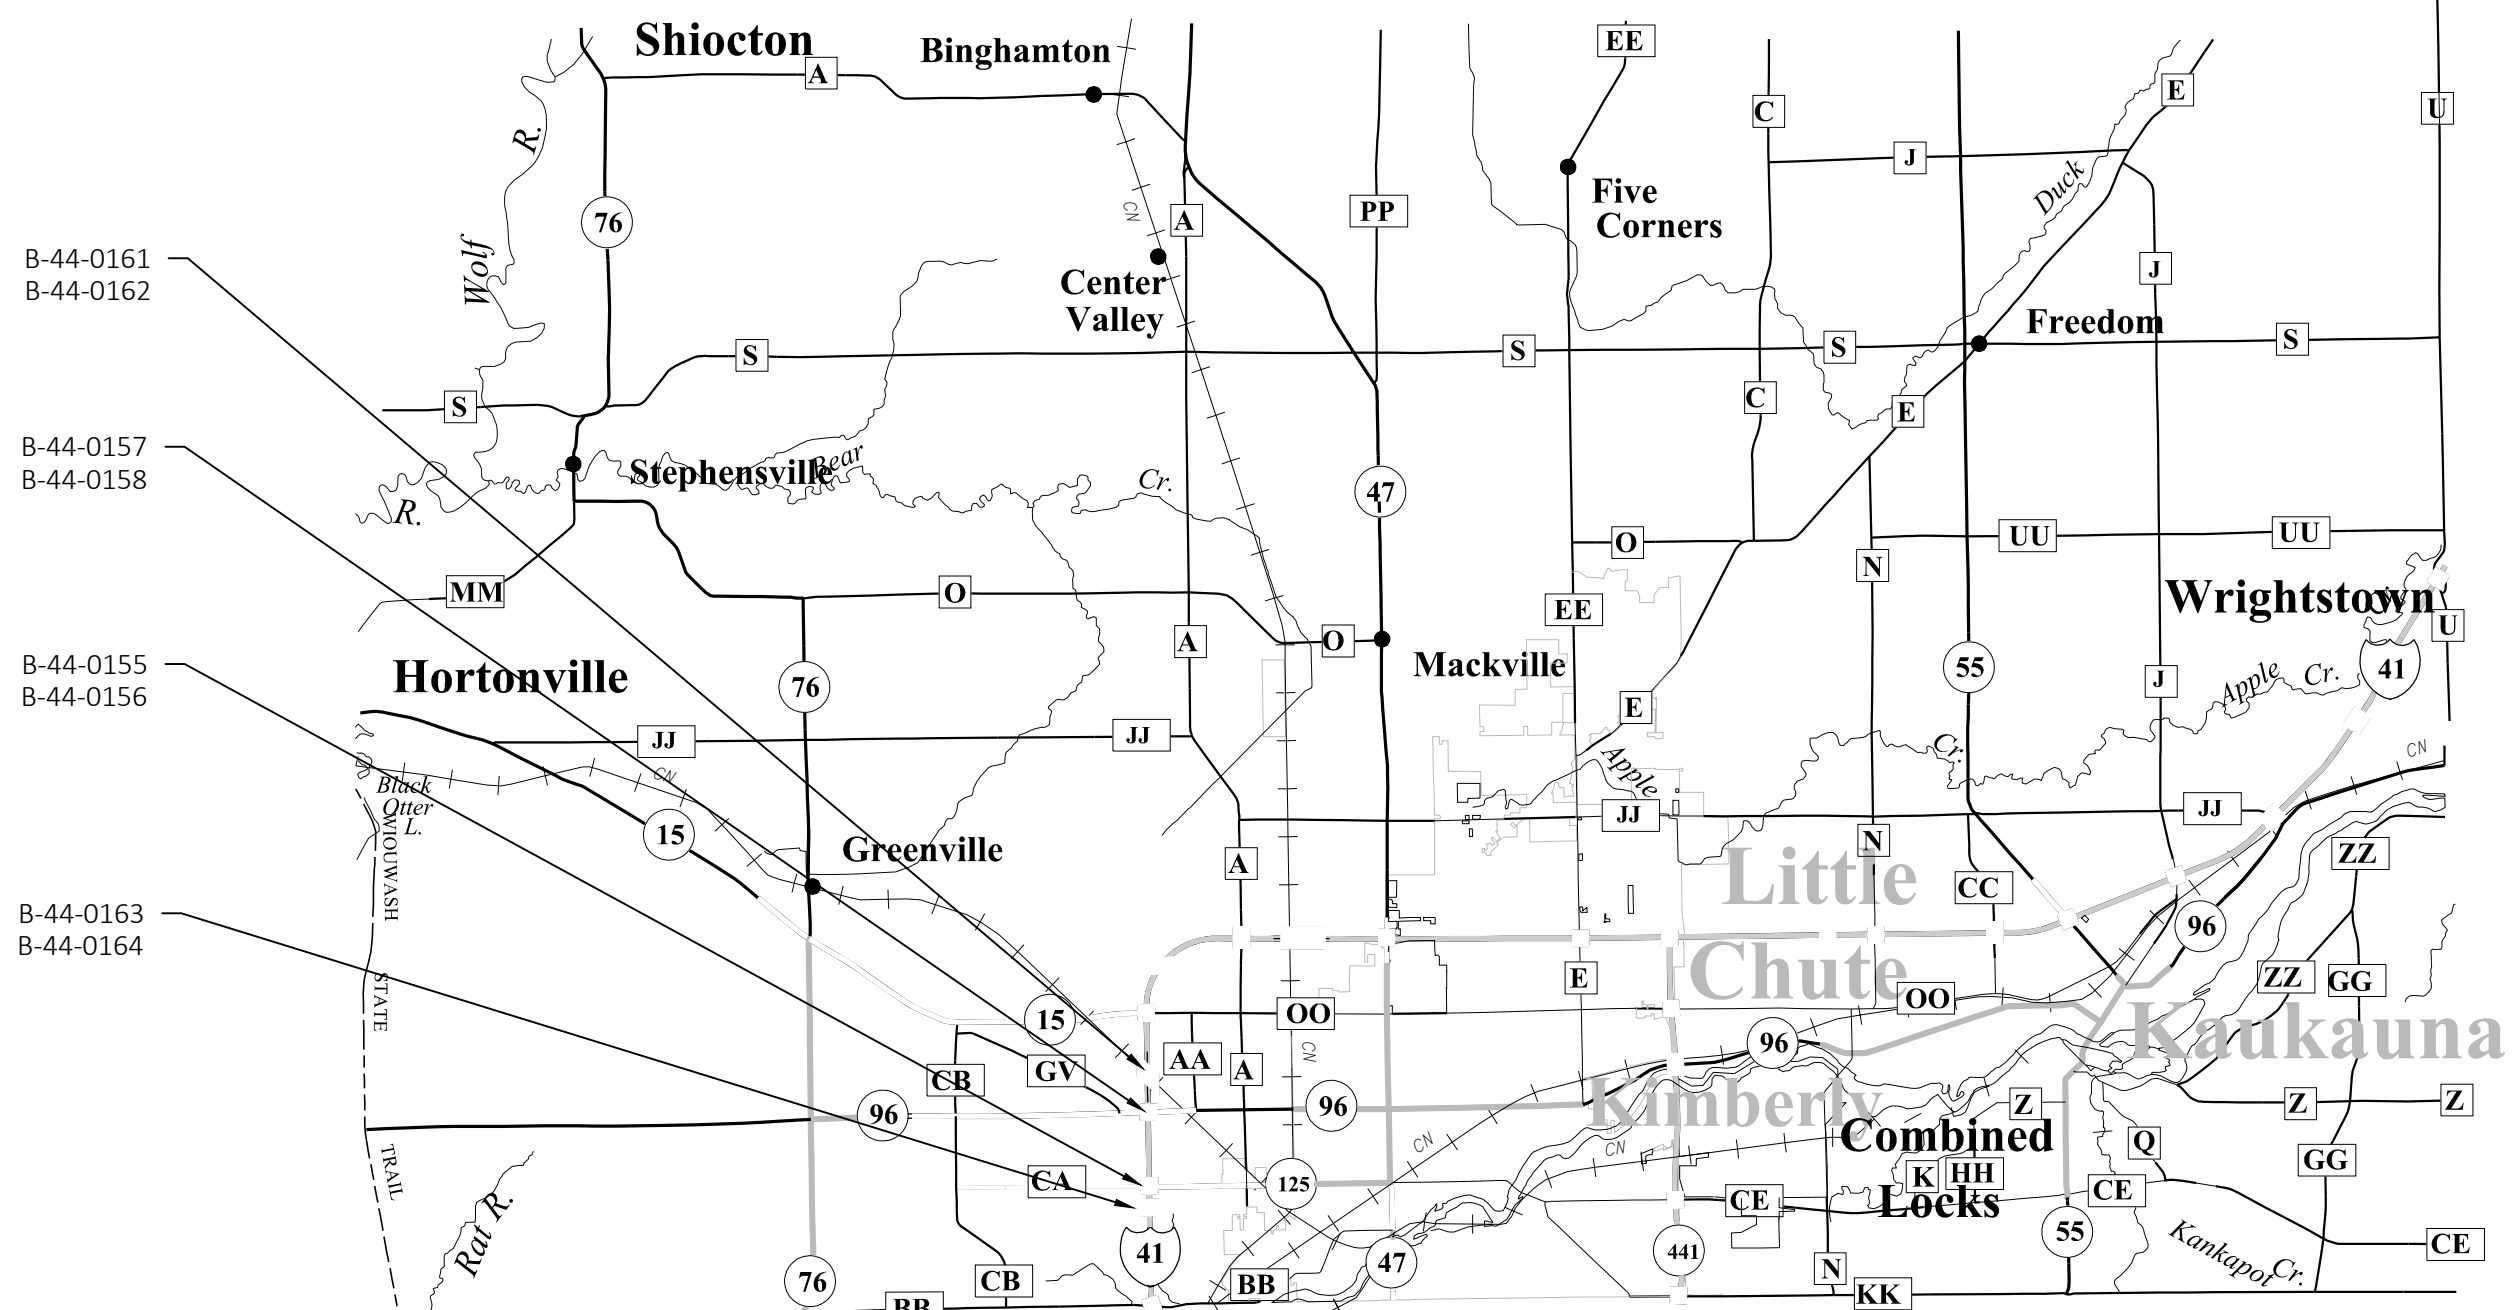 Shiocton
Binghamton
EE
A
E
C
U
R.
J
Five
Corners
Duck
PP
CN
A
76
Wolf
B-44-0161
B-44-0162
Center
Valley
J
Freedom
S
S
S
S
S
C
E
B-44-0157
B-44-0158
Stephensville
Bear
Cr.
47
R.
O
UU
UU
N
MM
O
EE
Wrightstown
Cr.
U
A
O
Mackville
55
41
B-44-0155
B-44-0156
Hortonville
76
J
Apple
Cr.
E
JJ
JJ
Cr.
CN
CN
Apple
Black
Otter
L.
JJ
JJ
15
Greenville
A
N
ZZ
WIOUWASH
Little
CC
B-44-0163
B-44-0164
96
E
Chute
ZZ
GG
STATE
OO
15
OO
Kaukauna
96
CN
AA
A
GV
CB
96
96
Kimberly
Z
Z
Z
Combined
CN
CN
Q
TRAIL
K
HH
GG
CA
125
CE
Locks
CE
Rat R.
55
Kankapot
Cr.
CE
41
47
441
76
CB
BB
N
KK
BB